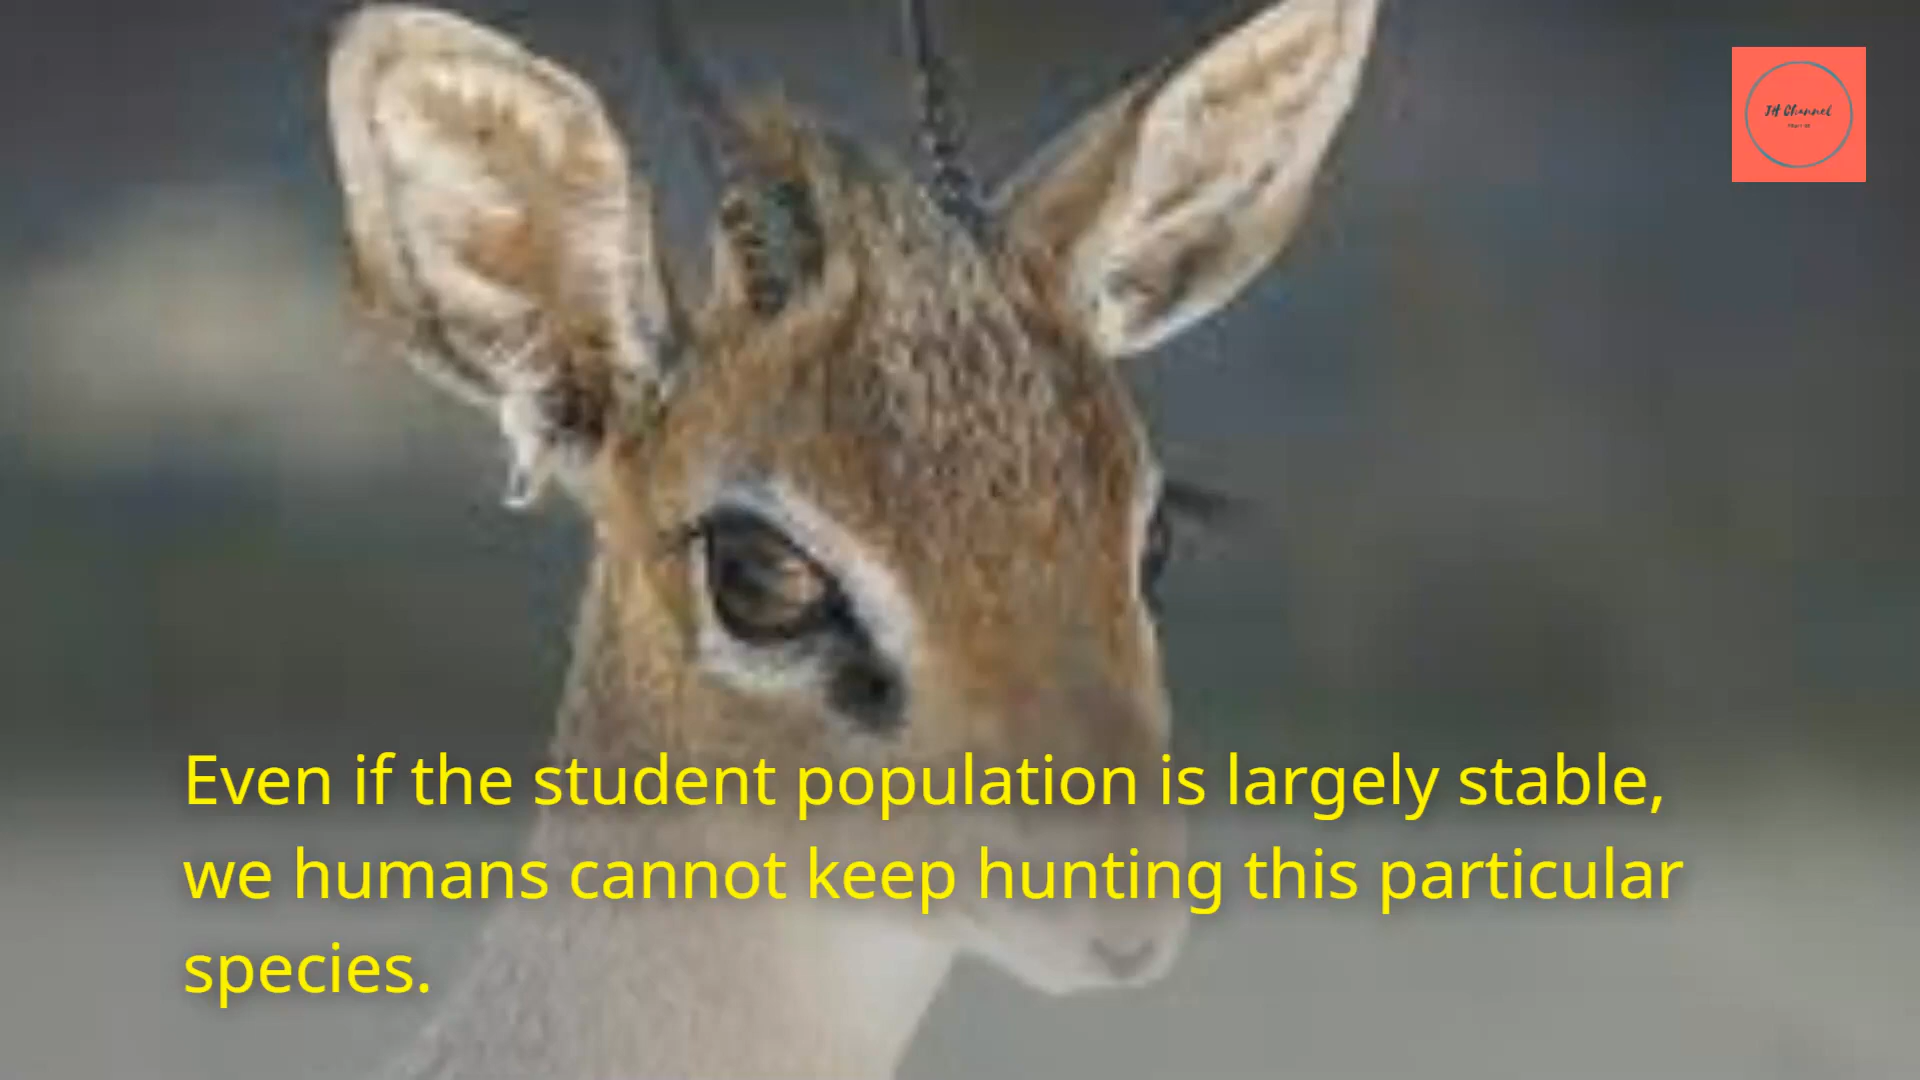 JH Channel
Even if the student population is largely stable,
we humans cannot keep hunting this particular
species.